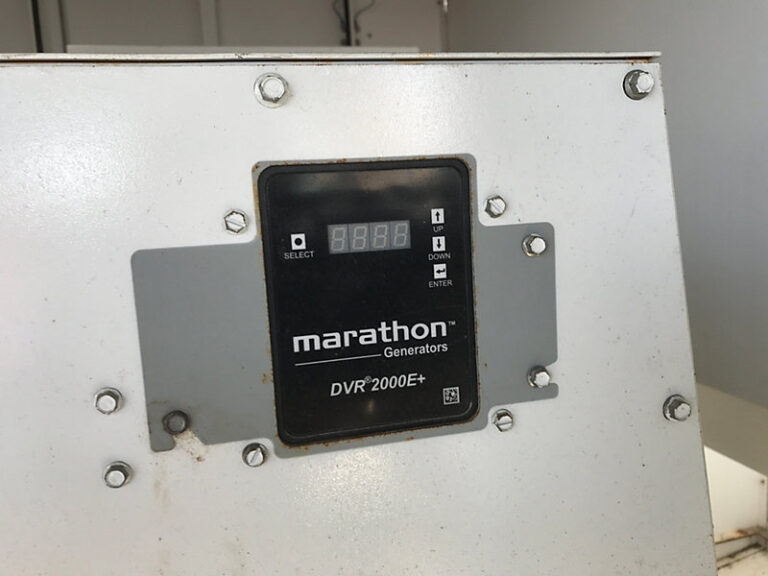 SELECT
UP
DOWN
ENTER
marathon™
Generators
DVR®2000E+